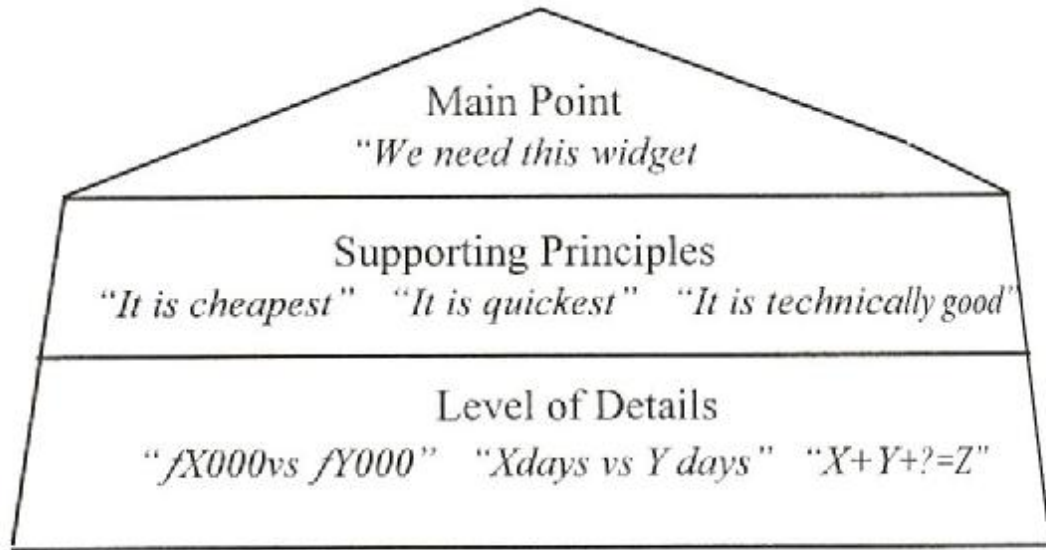 Main Point
“We need this widget
Supporting Principles
“It is cheapest” “It is quickest” “It is technically good”
Level of Details
“fX000vs fY000” “Xdays vs Y days” “X+Y+?=Z"